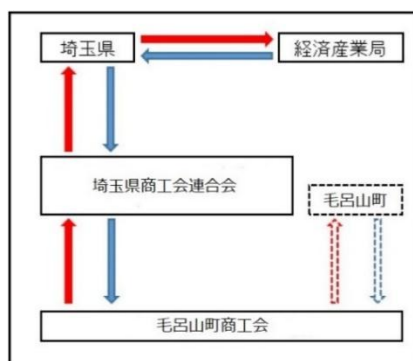 埼玉県
経済産業局
埼玉県商工会連合会
毛呂山町
毛呂山町商工会